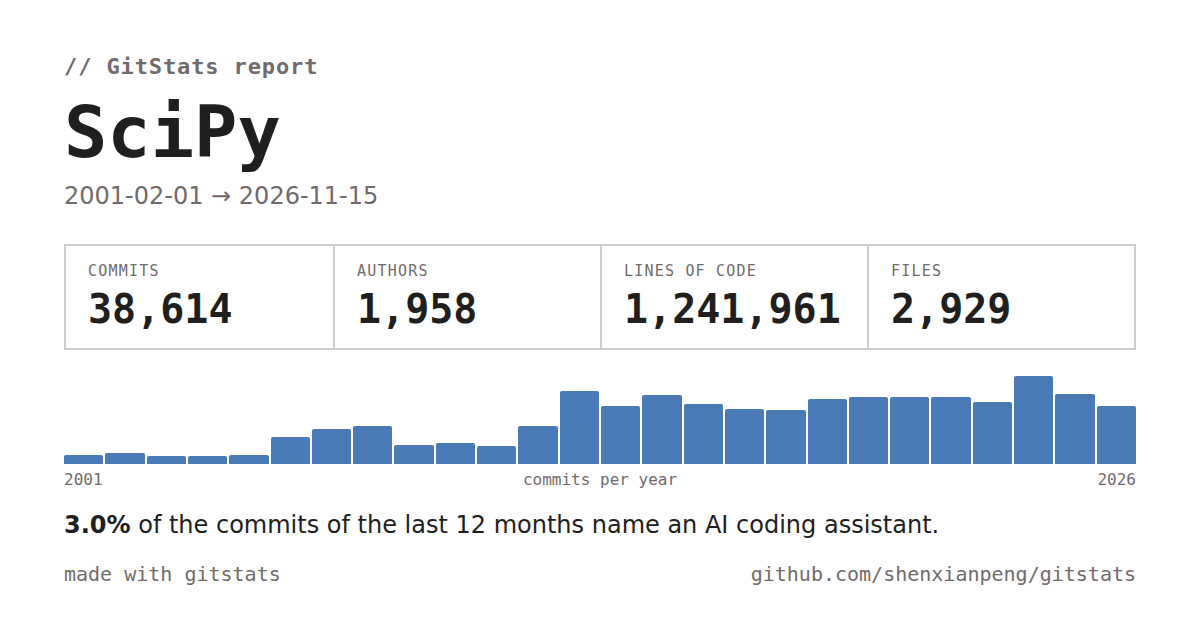 // GitStats report
SciPy
2001-02-01 → 2026-11-15
COMMITS
38,614
AUTHORS
1,958
LINES OF CODE
1,241,961
FILES
2,929
2001 commits per year 2026
3.0% of the commits of the last 12 months name an AI coding assistant.
made with gitstats github.com/shenxianpeng/gitstats